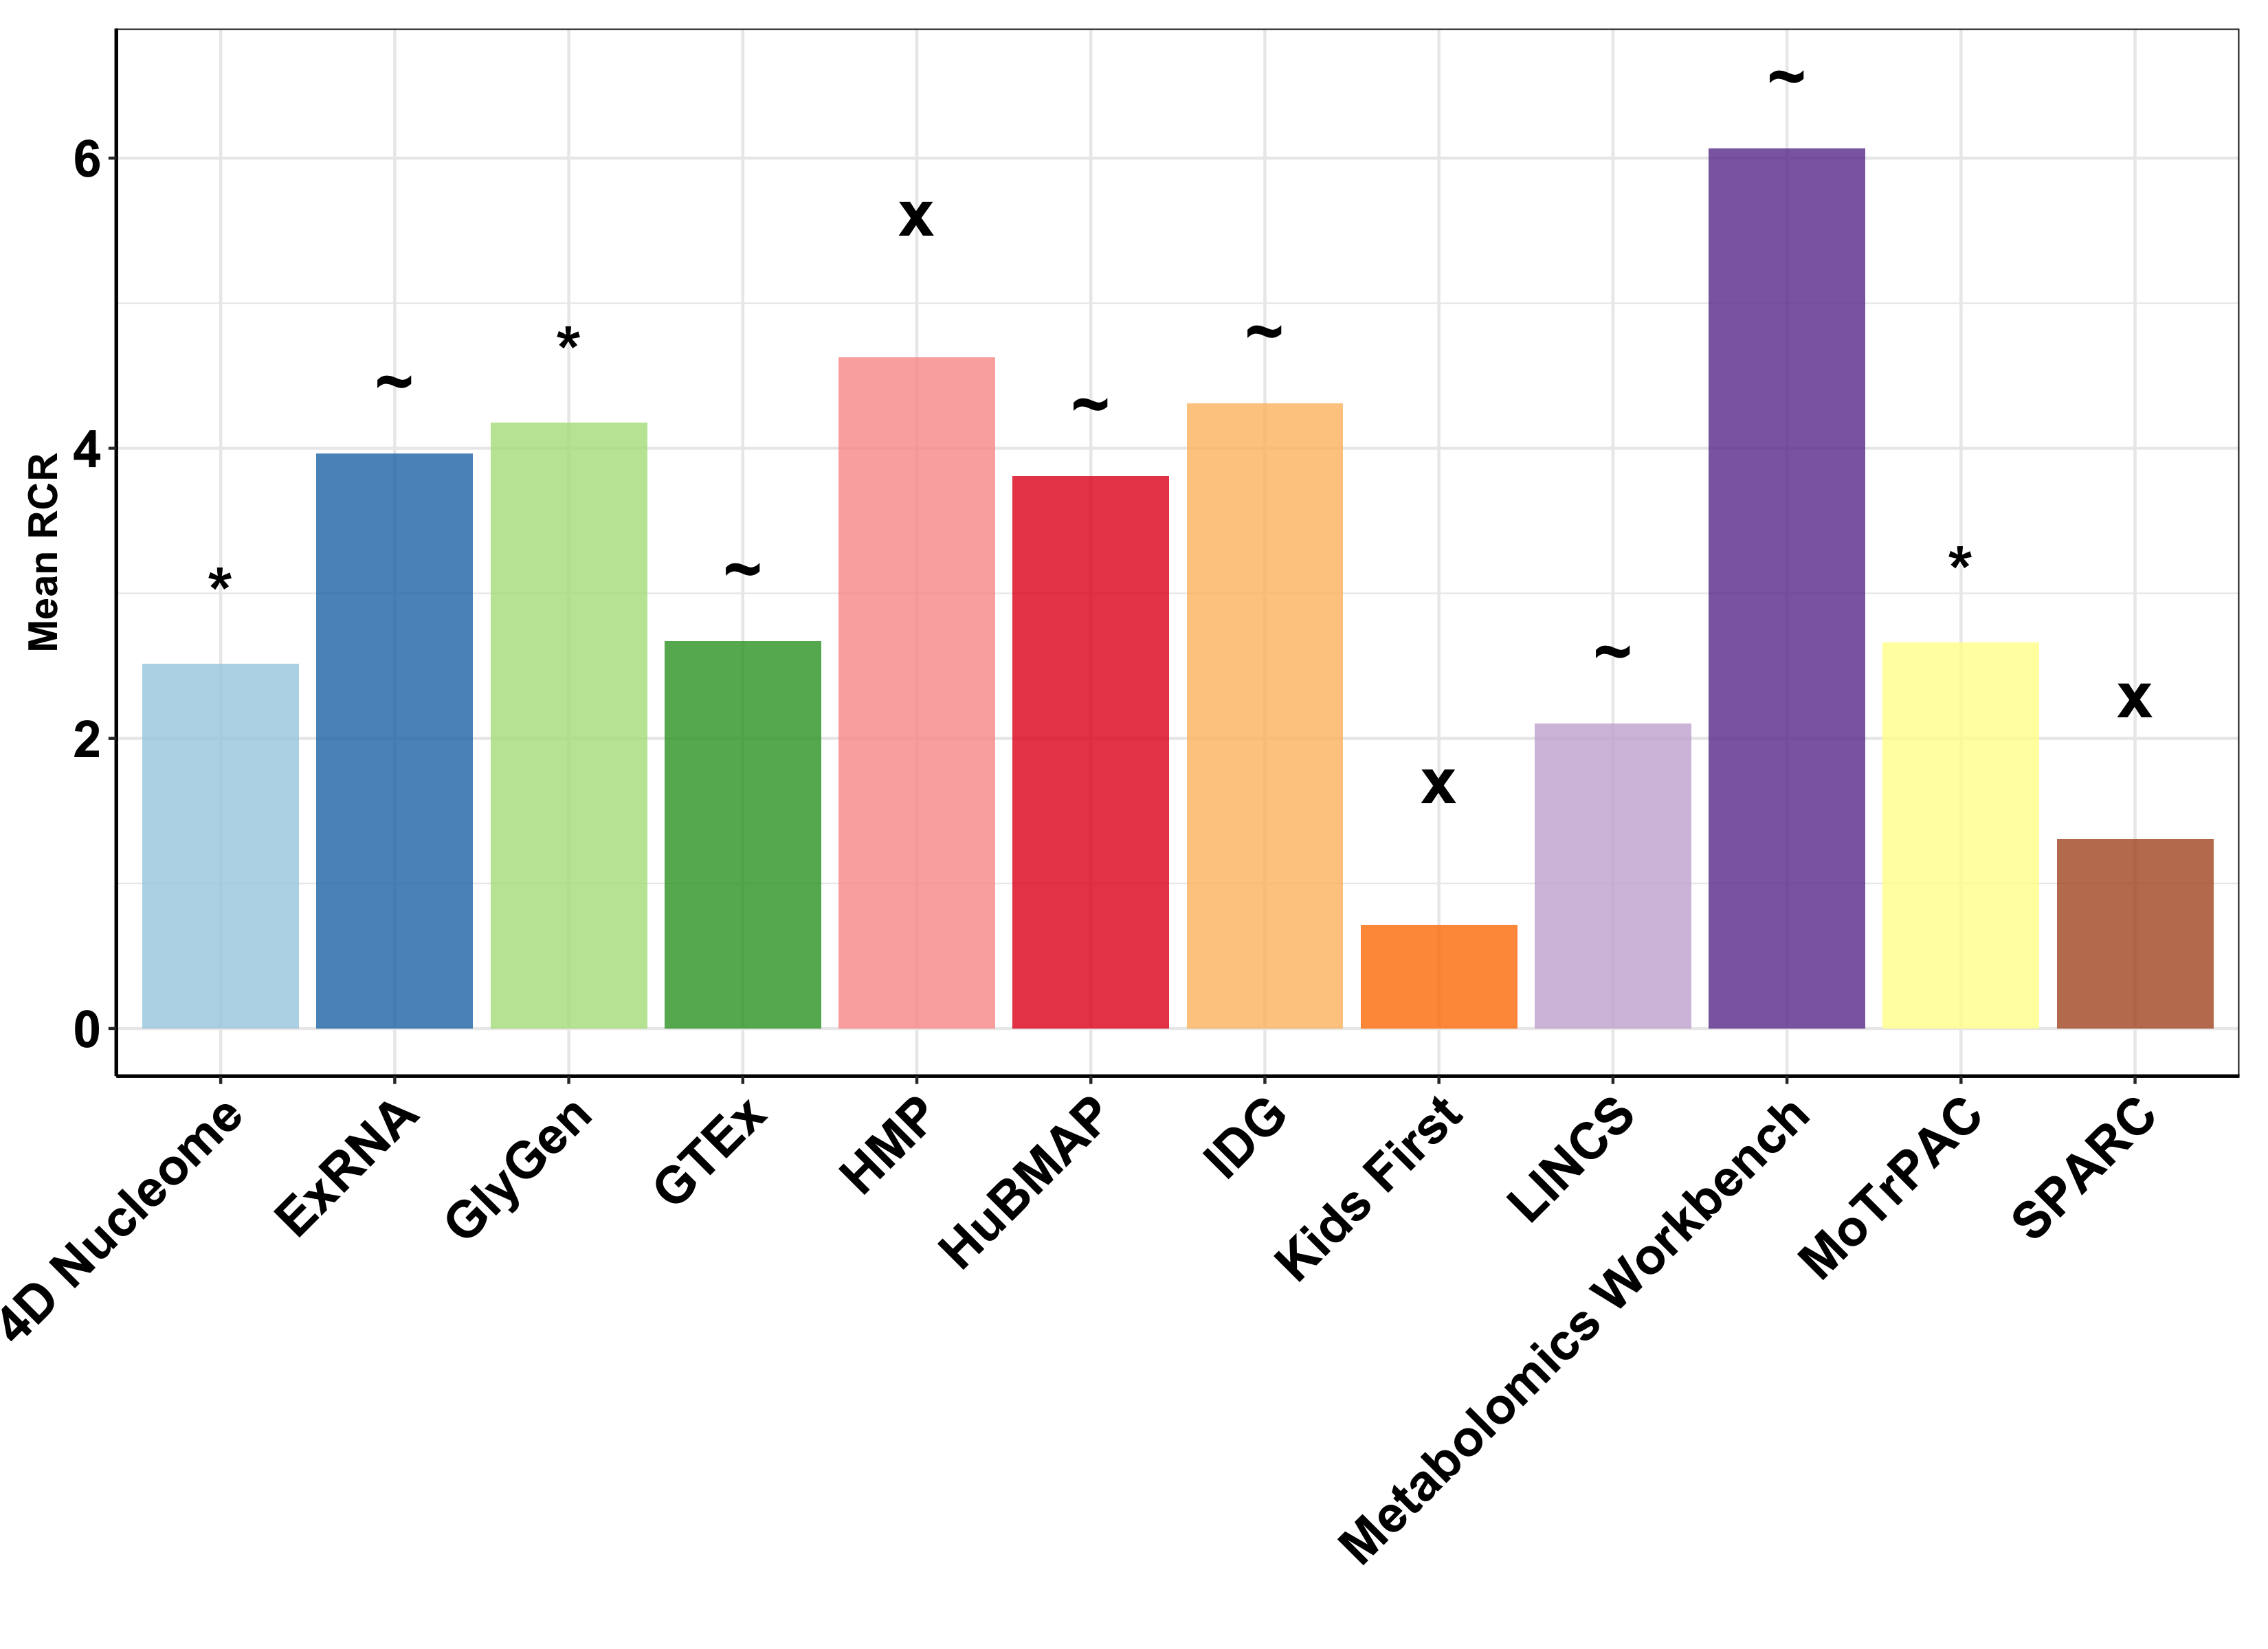 ~
6
x
~
*
~
~
4
*
*
~
~
2
x
x
0
Mean RCR
4D Nucleome
ExRNA
GlyGen
GTEx
HMP
HuBMAP
IDG
Kids First
LINCS
Metabolomics Workbench
MoTrPAC
SPARC